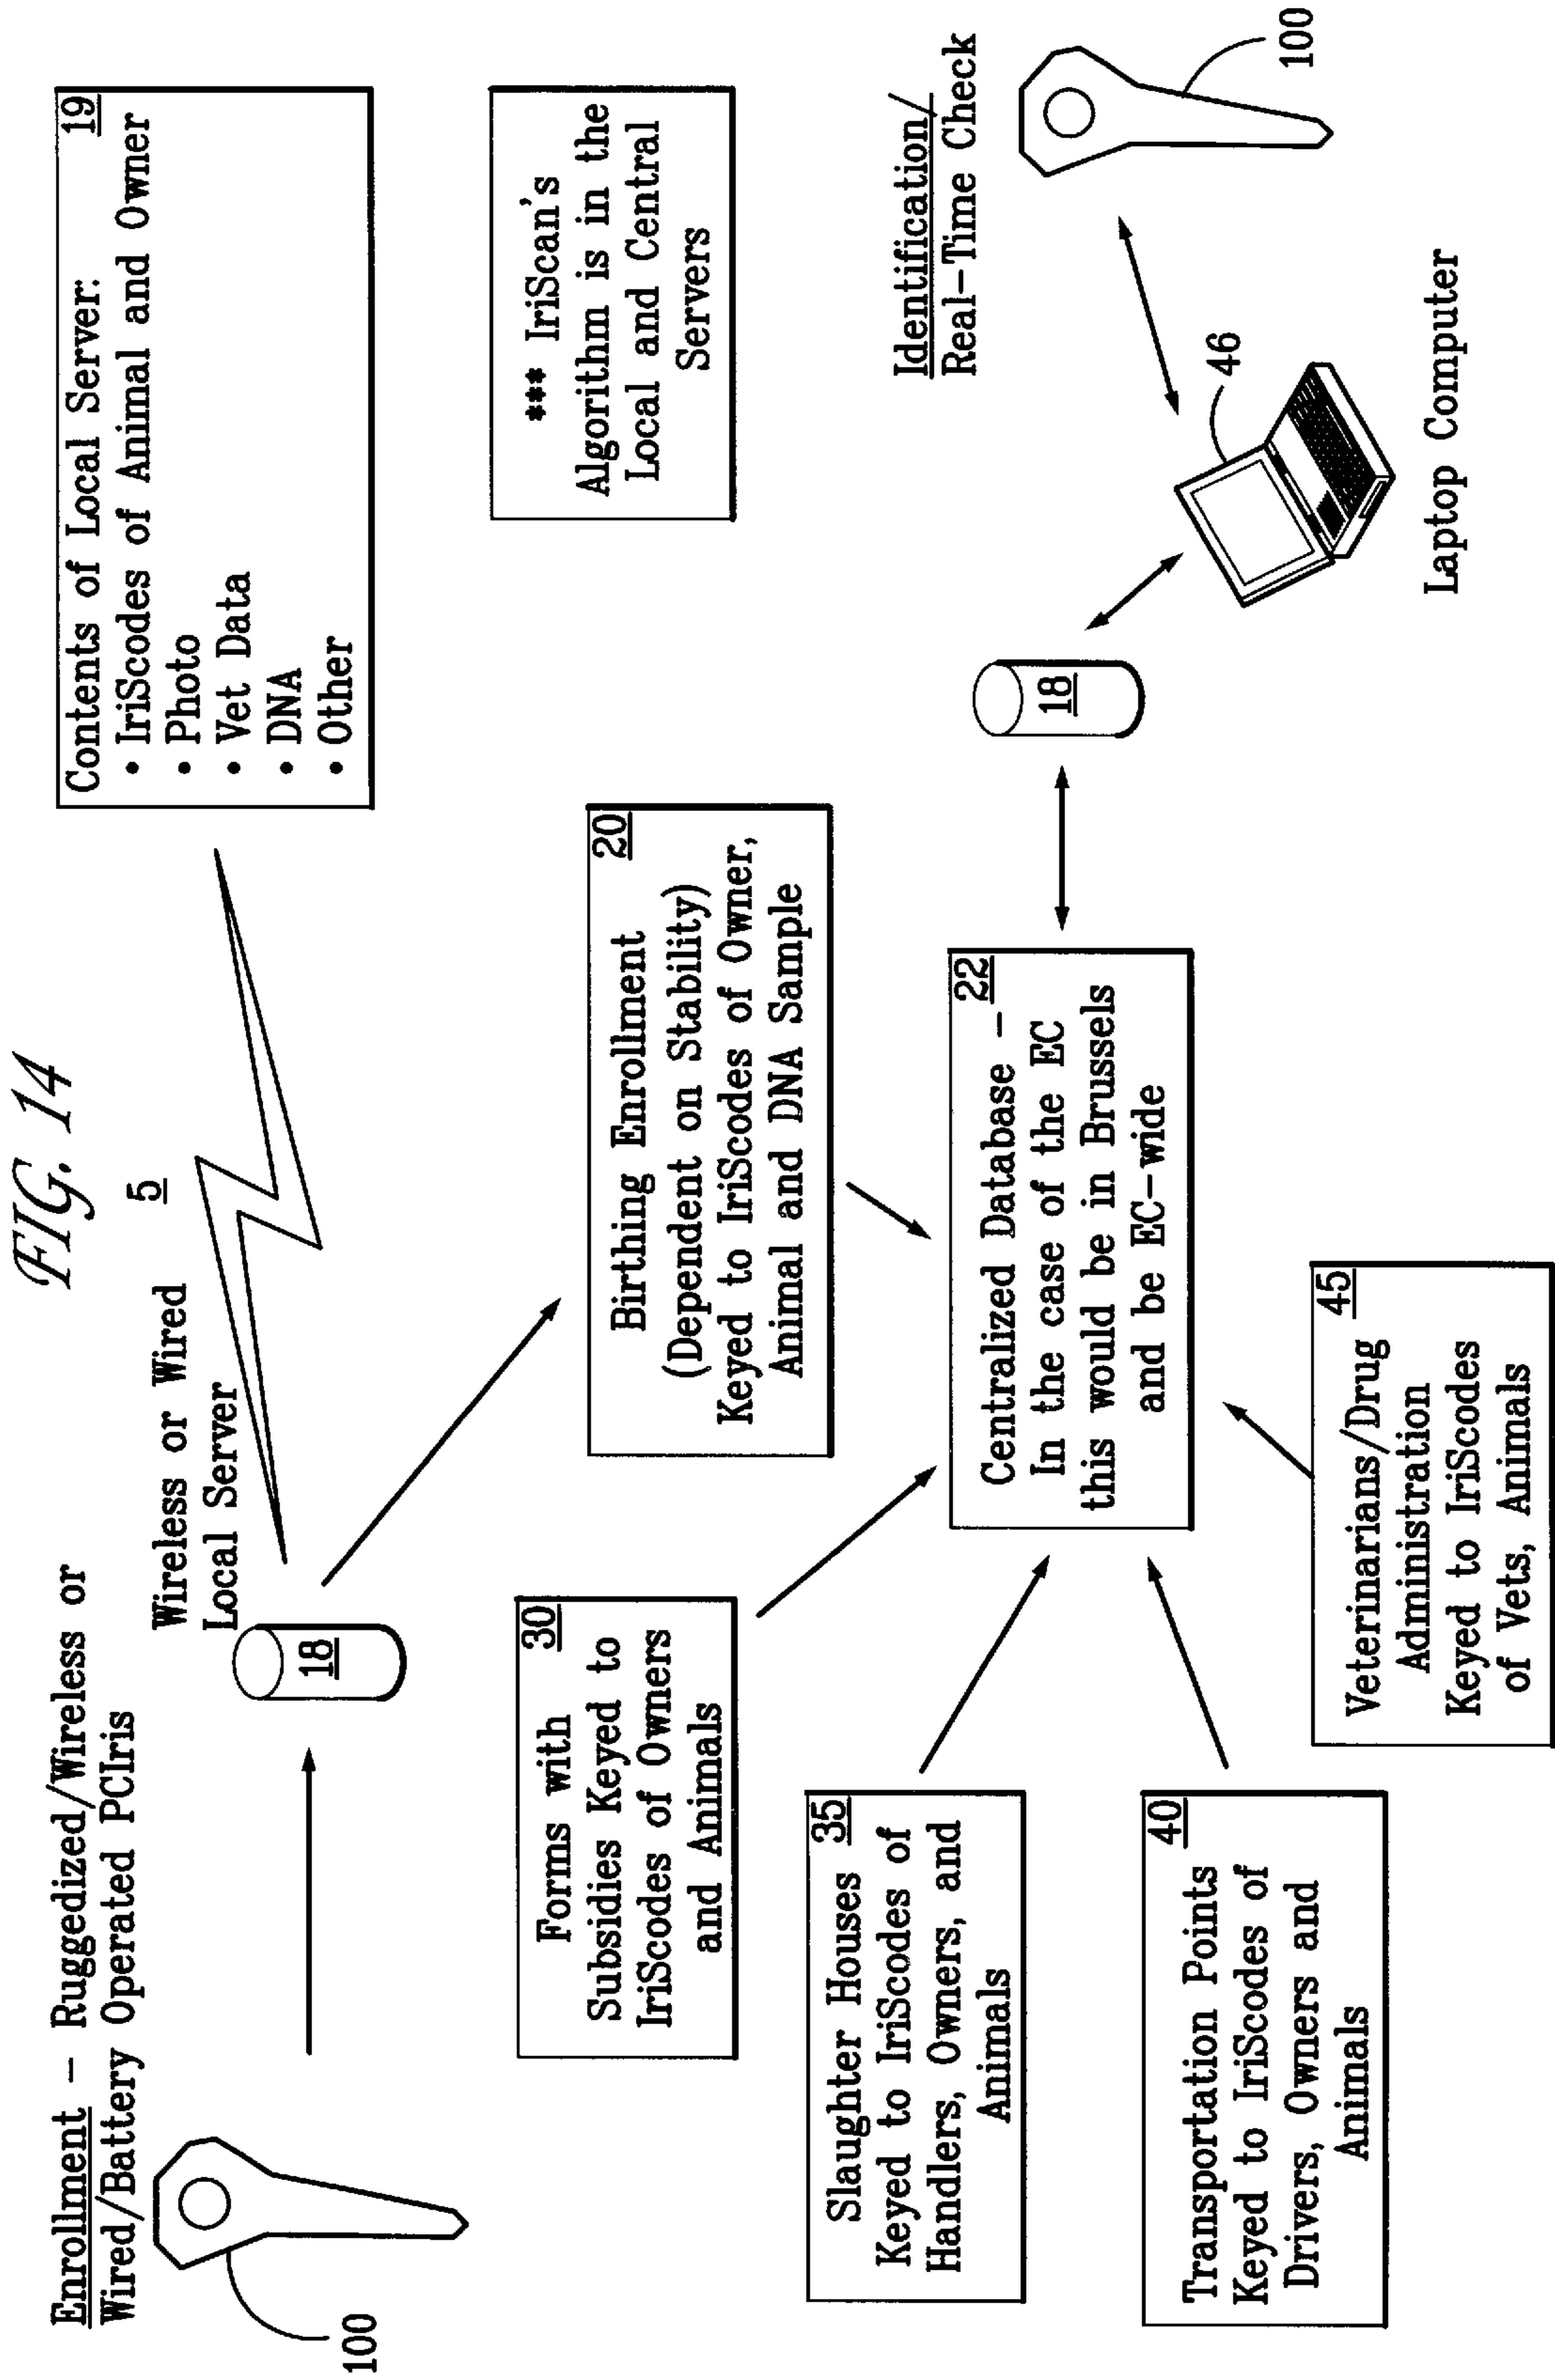 FIG. 14
Enrollment – Ruggedized/Wireless or
Wired/Battery Operated PCIris
100
18
Wireless or Wired
Local Server
5
Contents of Local Server: 19
• IriScodes of Animal and Owner
• Photo
• Vet Data
• DNA
• Other
*** IriScan's
Algorithm is in the
Local and Central
Servers
20
Birthing Enrollment
(Dependent on Stability)
Keyed to IriScodes of Owner,
Animal and DNA Sample
30
Forms with
Subsidies Keyed to
IriScodes of Owners
and Animals
22
Centralized Database –
In the case of the EC
this would be in Brussels
and be EC-wide
35
Slaughter Houses
Keyed to IriScodes of
Handlers, Owners, and
Animals
40
Transportation Points
Keyed to IriScodes of
Drivers, Owners and
Animals
45
Veterinarians/Drug
Administration
Keyed to IriScodes
of Vets, Animals
18
46
Laptop Computer
Identification/
Real-Time Check
100